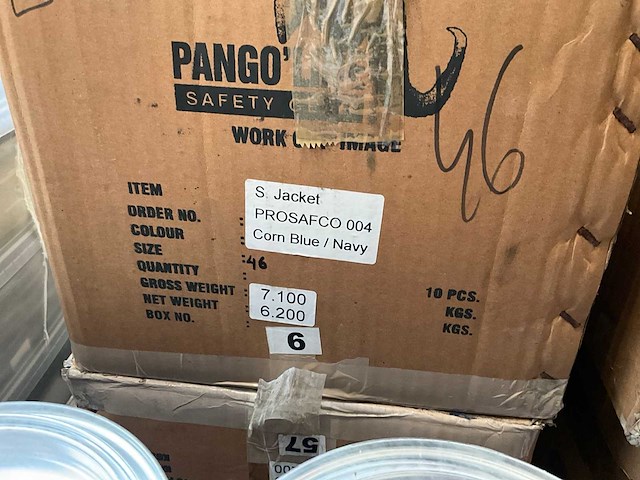 PANGO'
SAFETY
WORK IMAGE
46
ITEM : S. Jacket
ORDER NO. : PROSAFCO 004
COLOUR : Corn Blue / Navy
SIZE : 46
QUANTITY : 10 PCS.
GROSS WEIGHT : 7.100 KGS.
NET WEIGHT : 6.200 KGS.
BOX NO. : 6
57